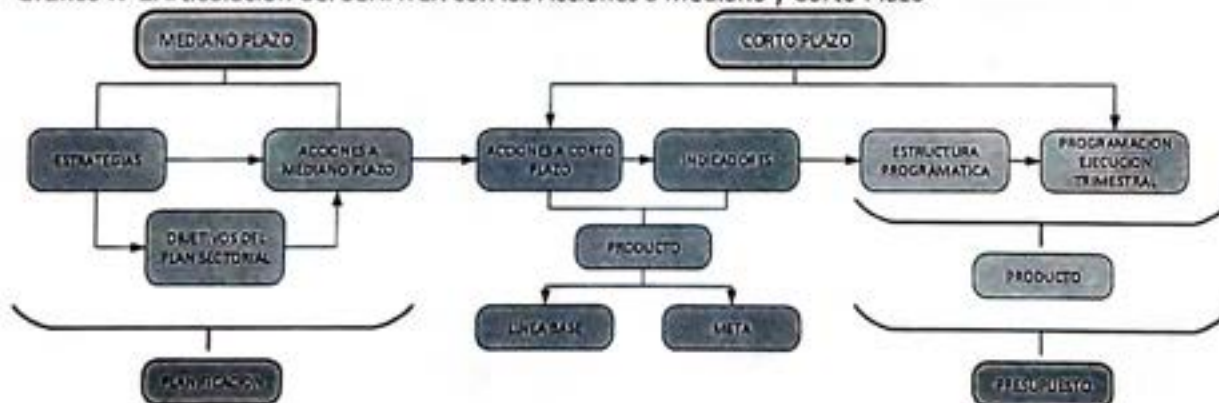 MEDIANO PLAZO
CORTO PLAZO
ESTRATEGIAS
ACCIONES A
MEDIANO PLAZO
ACCIONES A CORTO
PLAZO
INDICADORES
ESTRUCTURA
PROGRAMATICA
PROGRAMACION
EJECUCION
TRIMESTRAL
OBJETIVOS DEL
PLAN SECTORIAL
PRODUCTO
PRODUCTO
LINEA BASE
META
PLANIFICACION
PRESUPUESTO